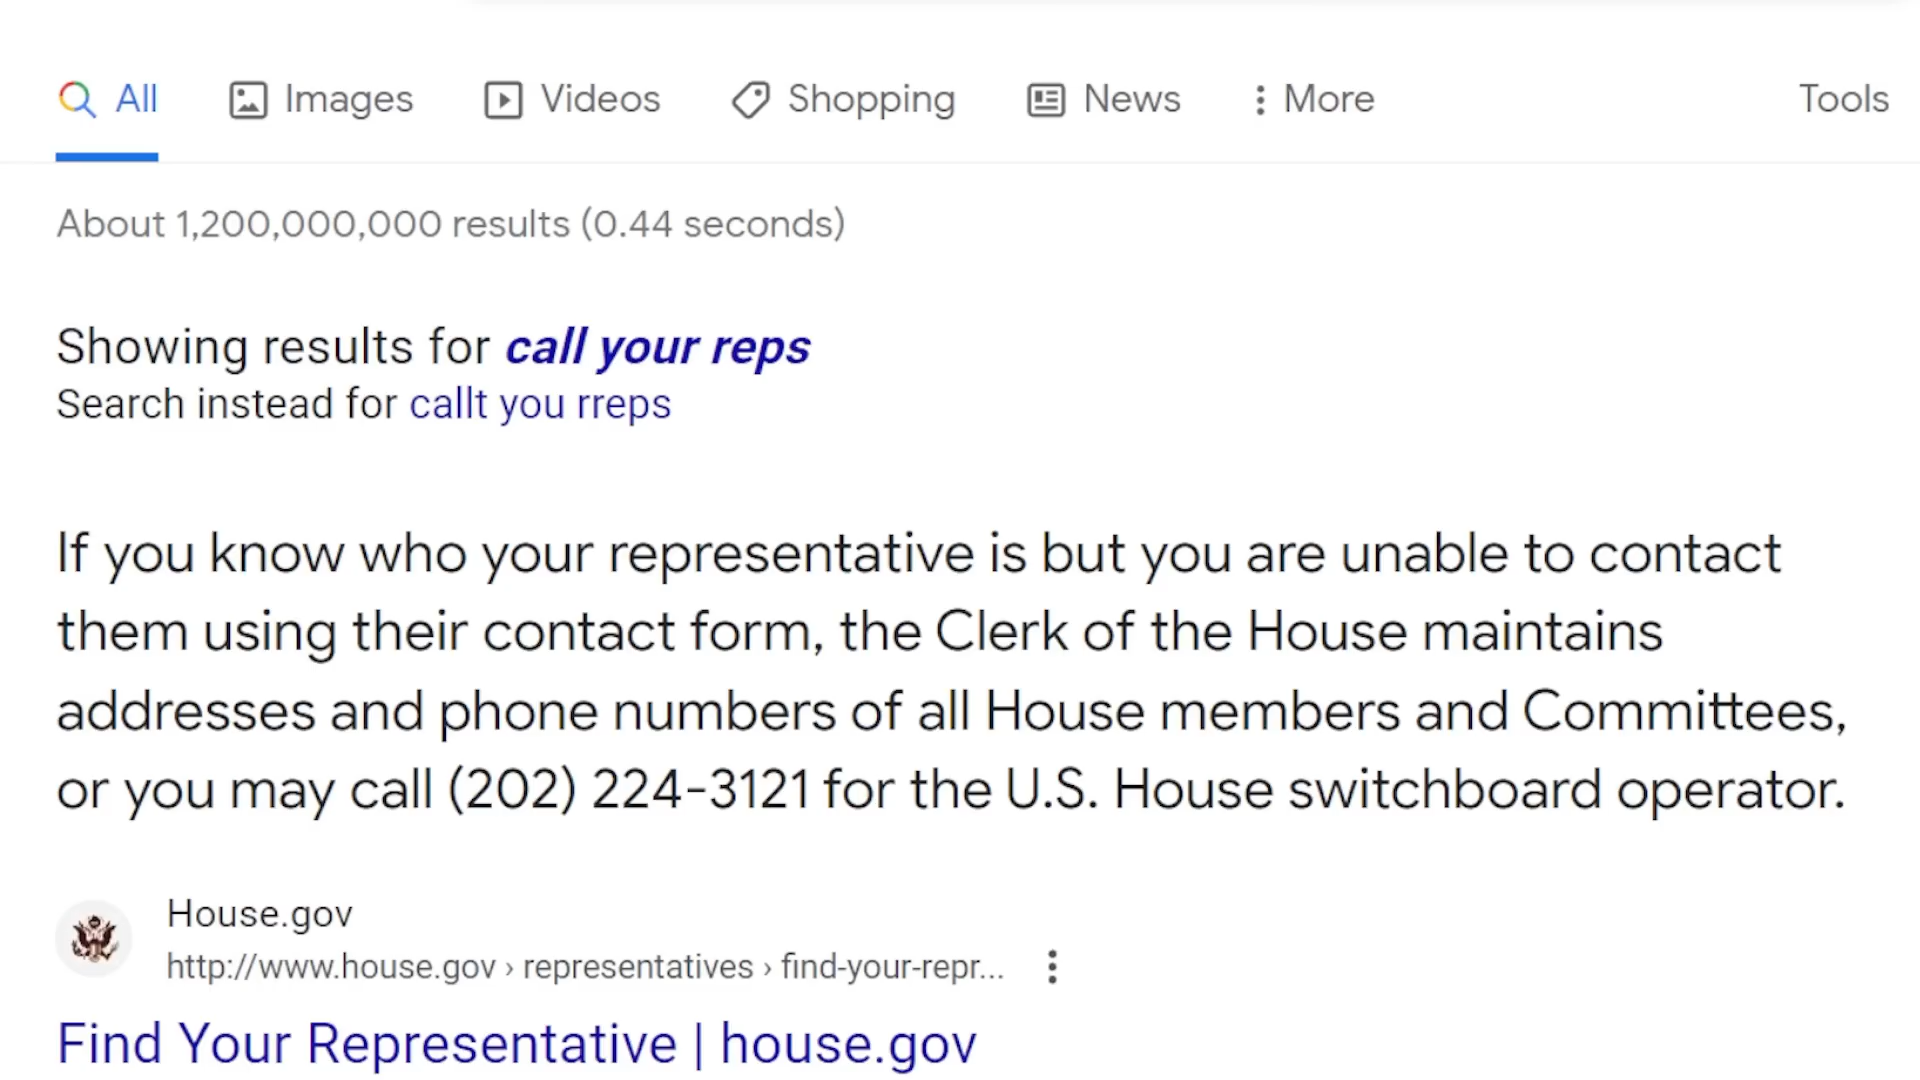 All Images Videos Shopping News More Tools
About 1,200,000,000 results (0.44 seconds)
Showing results for call your reps
Search instead for callt you rreps
If you know who your representative is but you are unable to contact
them using their contact form, the Clerk of the House maintains
addresses and phone numbers of all House members and Committees,
or you may call (202) 224-3121 for the U.S. House switchboard operator.
House.gov
http://www.house.gov › representatives › find-your-repr...
Find Your Representative | house.gov